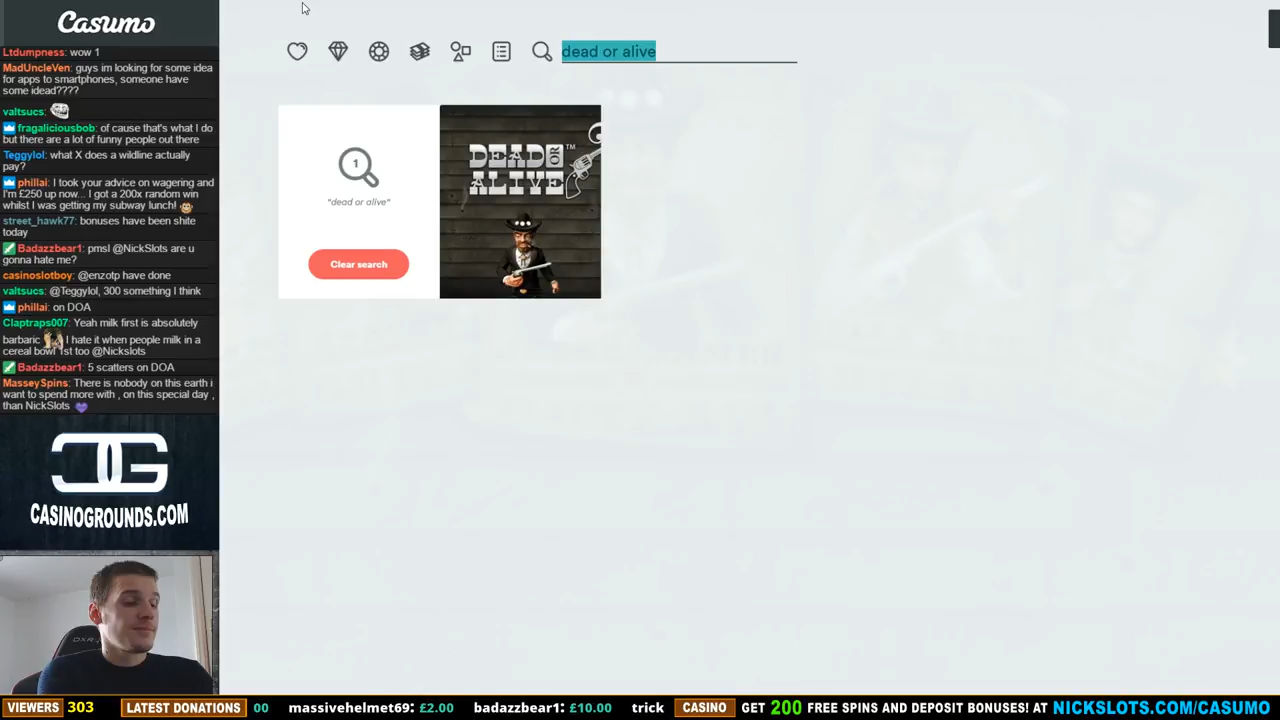 Casumo
Ltdumpness: wow 1
MadUncleVen: guys im looking for some idea
for apps to smartphones, someone have
some idead????
valtsucs:
fragaliciousbob: of cause that's what I do
but there are a lot of funny people out there
Teggylol: what X does a wildline actually
pay?
phillai: I took your advice on wagering and
I'm £250 up now... I got a 200x random win
whilst I was getting my subway lunch!
street_hawk77: bonuses have been shite
today
Badazzbear1: pmsl @NickSlots are u
gonna hate me?
casinoslotboy: @enzotp have done
valtsucs: @Teggylol, 300 something I think
phillai: on DOA
Claptraps007: Yeah milk first is absolutely
barbaric I hate it when people milk in a
cereal bowl 1st too @Nickslots
Badazzbear1: 5 scatters on DOA
MasseySpins: There is nobody on this earth i
want to spend more with , on this special day ,
than NickSlots
CASINOGROUNDS.COM
dead or alive
1
"dead or alive"
Clear search
DEAD OR
ALIVE™
DXR
VIEWERS 303 LATEST DONATIONS 00 massivehelmet69: £2.00 badazzbear1: £10.00 trick CASINO GET 200 FREE SPINS AND DEPOSIT BONUSES! AT NICKSLOTS.COM/CASUMO